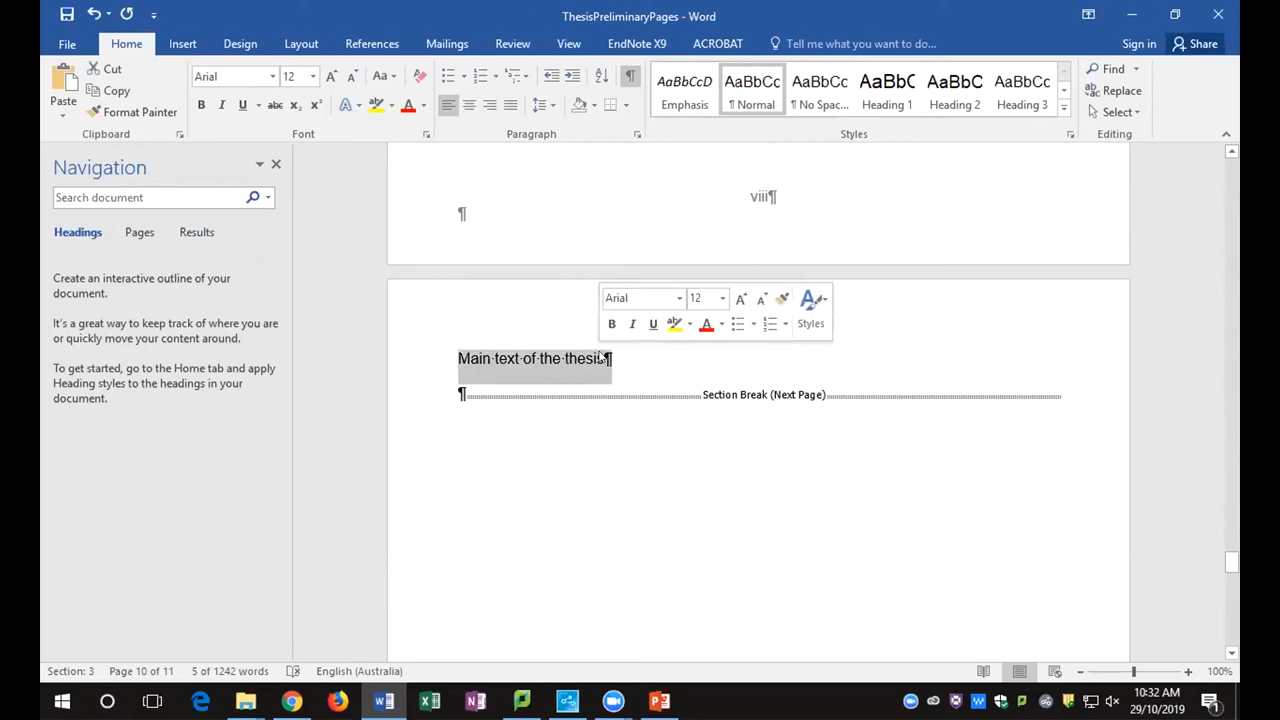 ThesisPreliminaryPages - Word
File Home Insert Design Layout References Mailings Review View EndNote X9 ACROBAT Tell me what you want to do... Sign in Share
Paste
Cut
Copy
Format Painter
Clipboard
Arial 12 Aa
B I U abc x₂ x² A A
Font
Paragraph
AaBbCcD AaBbCc AaBbCc AaBbC AaBbC AaBbCc
Emphasis ¶ Normal ¶ No Spac... Heading 1 Heading 2 Heading 3
Styles
Find
Replace
Select
Editing
Navigation
Search document
Headings Pages Results
Create an interactive outline of your
document.
It's a great way to keep track of where you are
or quickly move your content around.
To get started, go to the Home tab and apply
Heading styles to the headings in your
document.
viii¶
¶
Arial 12
B I U A Styles
Main·text·of·the·thesis¶
¶ Section Break (Next Page)
Section: 3 Page 10 of 11 5 of 1242 words English (Australia) 100%
10:32 AM
29/10/2019
1